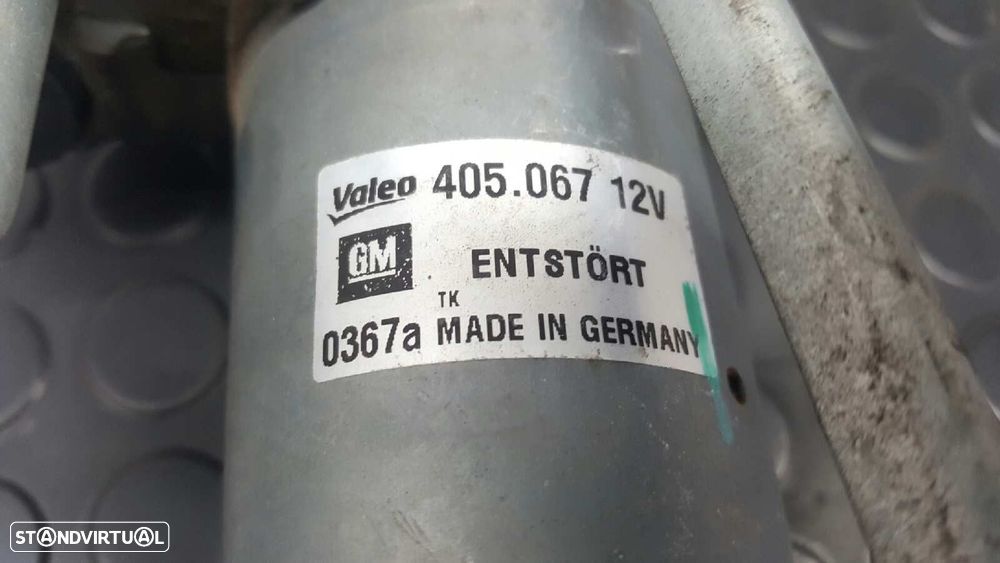 Valeo 405.067 12V
GM ENTSTÖRT
TK
0367a MADE IN GERMANY
STANDVIRTUAL